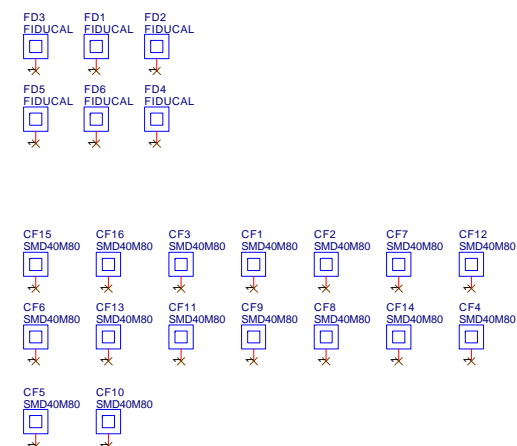 FD3 FD1 FD2
FIDUCAL FIDUCAL FIDUCAL
FD5 FD6 FD4
FIDUCAL FIDUCAL FIDUCAL
CF15 CF16 CF3 CF1 CF2 CF7 CF12
SMD40M80 SMD40M80 SMD40M80 SMD40M80 SMD40M80 SMD40M80 SMD40M80
CF6 CF13 CF11 CF9 CF8 CF14 CF4
SMD40M80 SMD40M80 SMD40M80 SMD40M80 SMD40M80 SMD40M80 SMD40M80
CF5 CF10
SMD40M80 SMD40M80